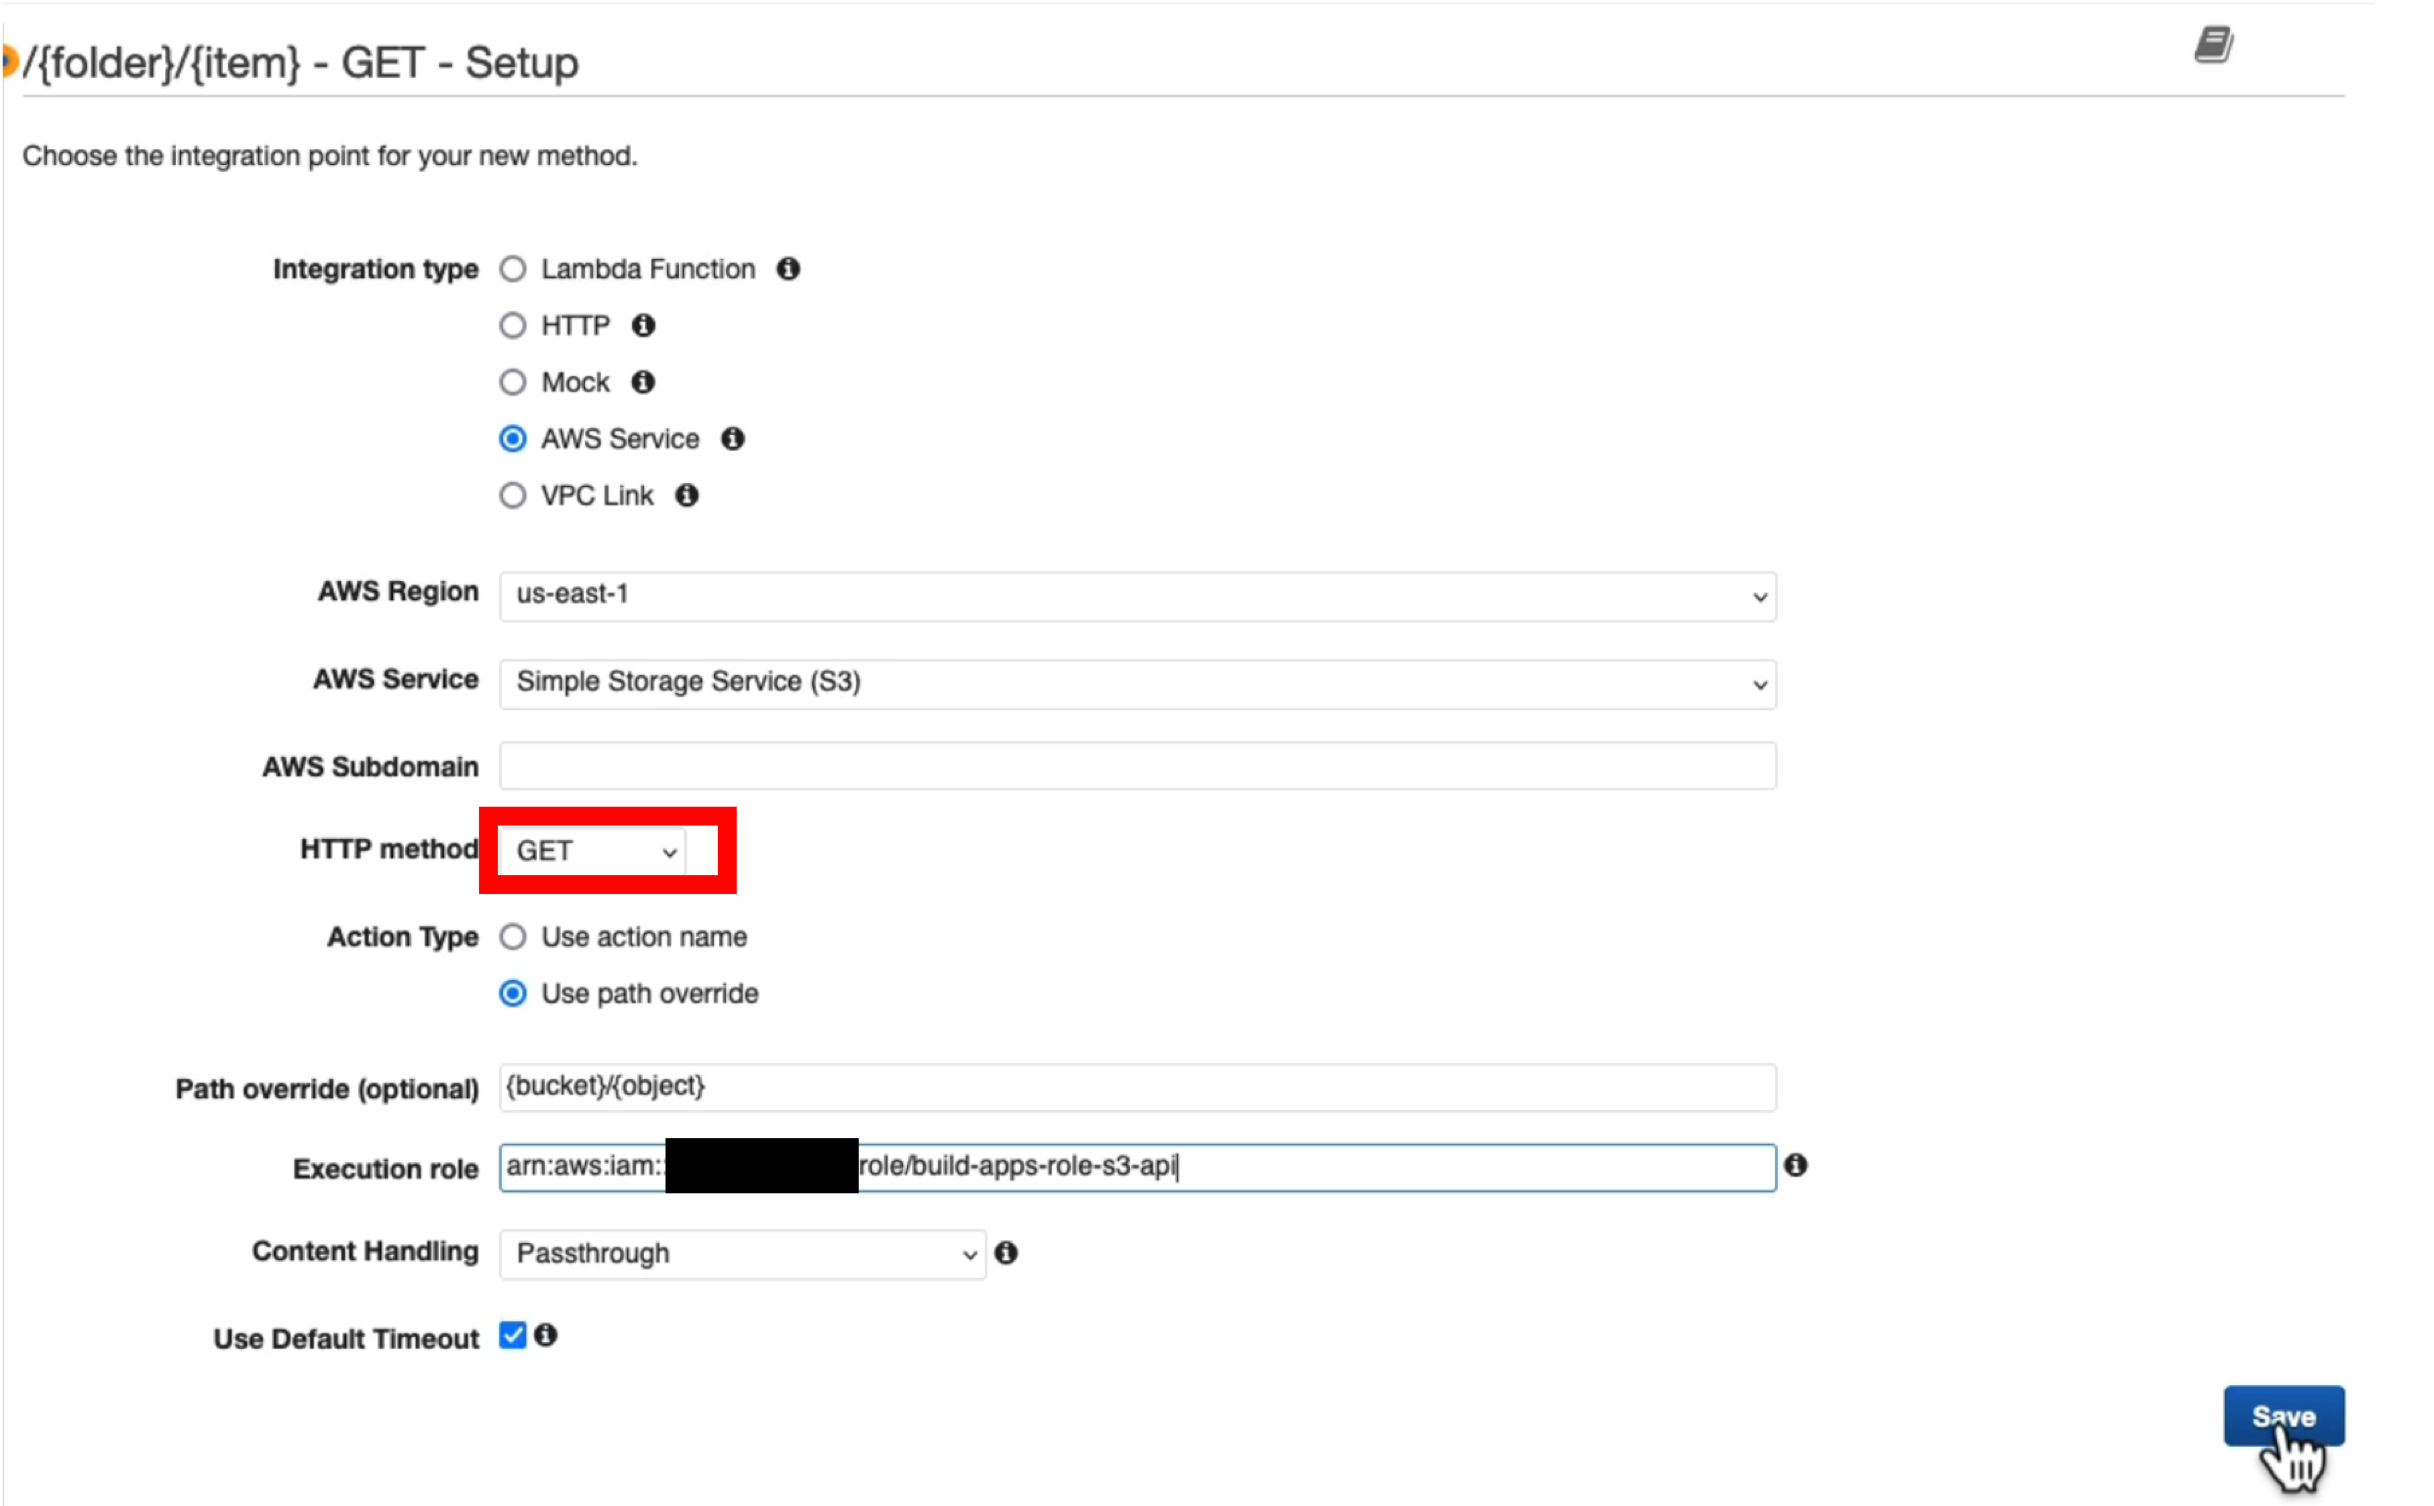 /{folder}/{item} - GET - Setup
Choose the integration point for your new method.
Integration type
Lambda Function
HTTP
Mock
AWS Service
VPC Link
AWS Region us-east-1
AWS Service Simple Storage Service (S3)
AWS Subdomain
HTTP method GET
Action Type
Use action name
Use path override
Path override (optional) {bucket}/{object}
Execution role arn:aws:iam:: role/build-apps-role-s3-api
Content Handling Passthrough
Use Default Timeout
Save